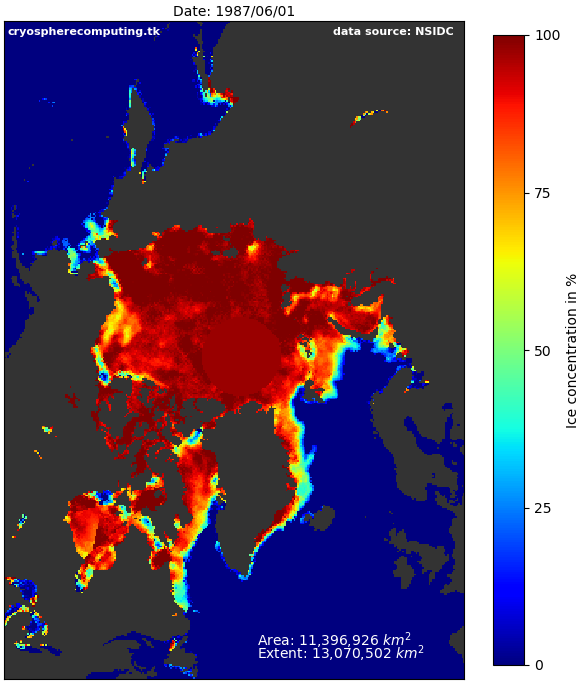 Date: 1987/06/01
cryospherecomputing.tk data source: NSIDC
100
75
50
25
0
Ice concentration in %
Area: 11,396,926 km²
Extent: 13,070,502 km²